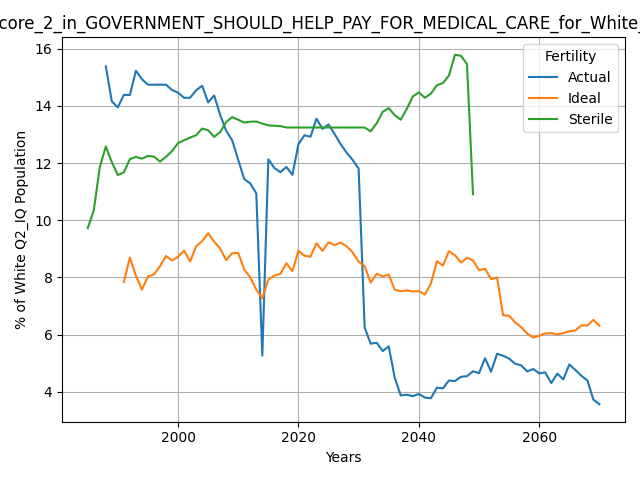 core_2_in_GOVERNMENT_SHOULD_HELP_PAY_FOR_MEDICAL_CARE_for_White_
Fertility
Actual
Ideal
Sterile
% of White Q2_IQ Population
16
14
12
10
8
6
4
2000
2020
2040
2060
Years